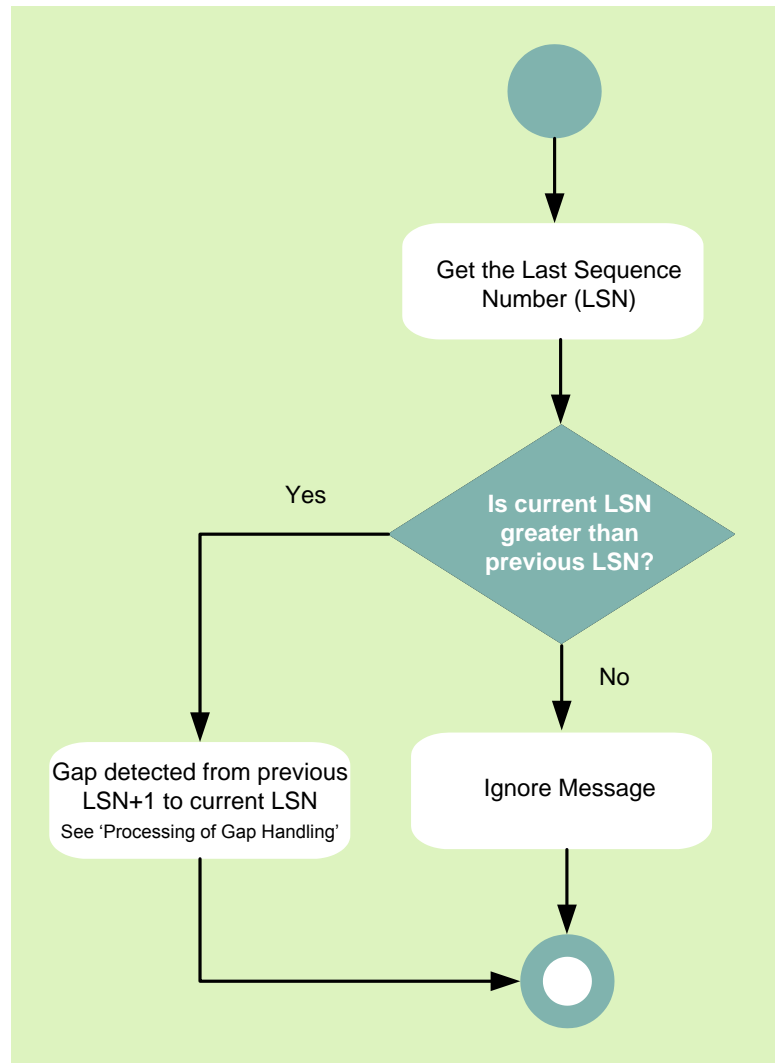 Get the Last Sequence
Number (LSN)
Is current LSN
greater than
previous LSN?
Yes
No
Gap detected from previous
LSN+1 to current LSN
See ‘Processing of Gap Handling’
Ignore Message